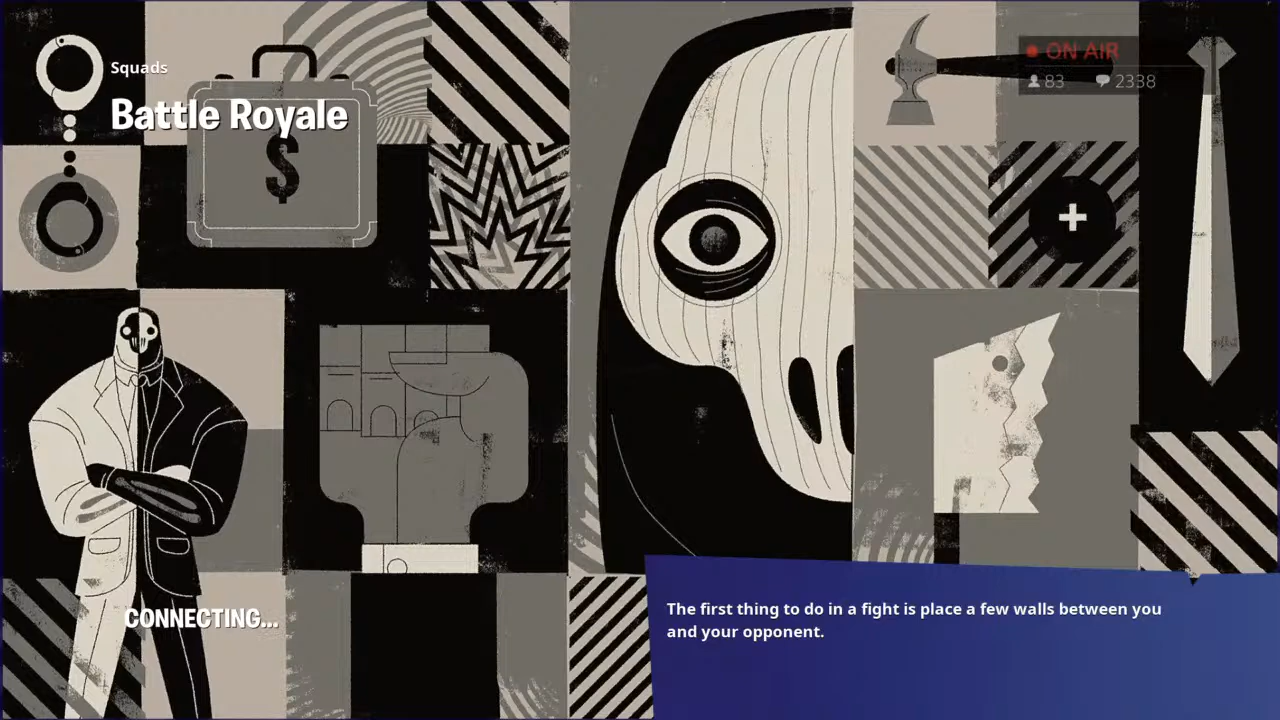 Squads
Battle Royale
$
ON AIR
83 2338
CONNECTING...
The first thing to do in a fight is place a few walls between you
and your opponent.